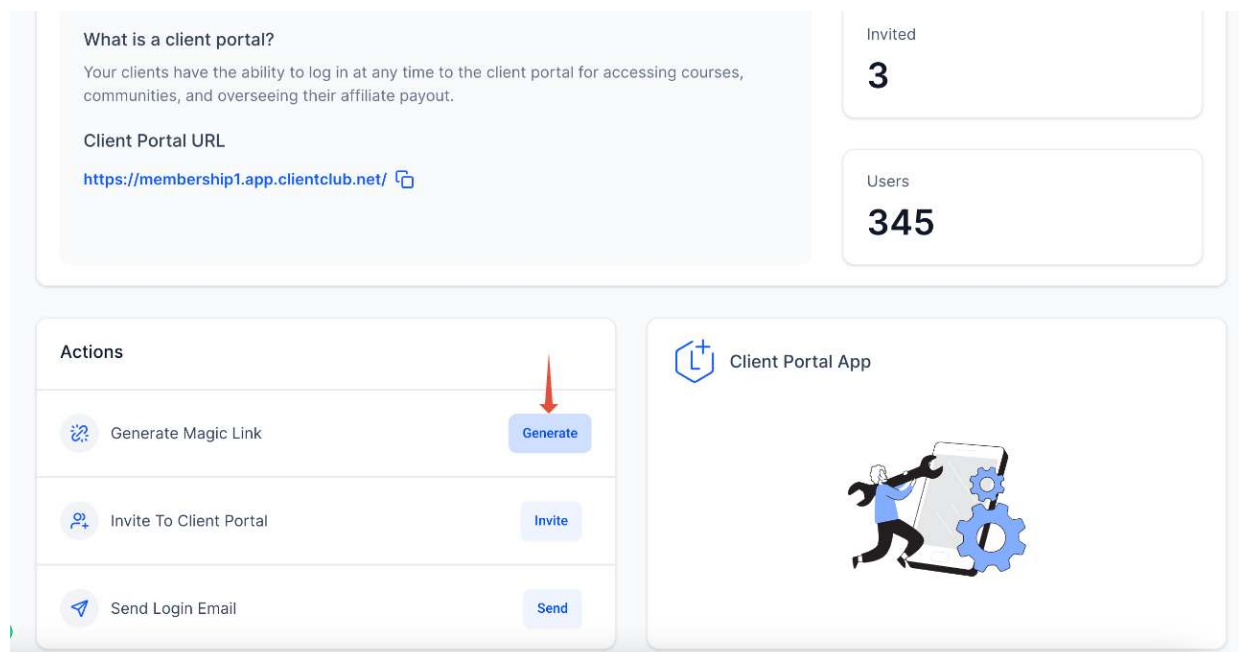 What is a client portal?
Your clients have the ability to log in at any time to the client portal for accessing courses,
communities, and overseeing their affiliate payout.
Client Portal URL
https://membership1.app.clientclub.net/
Invited
3
Users
345
Actions
Generate Magic Link
Generate
Invite To Client Portal
Invite
Send Login Email
Send
L+
Client Portal App